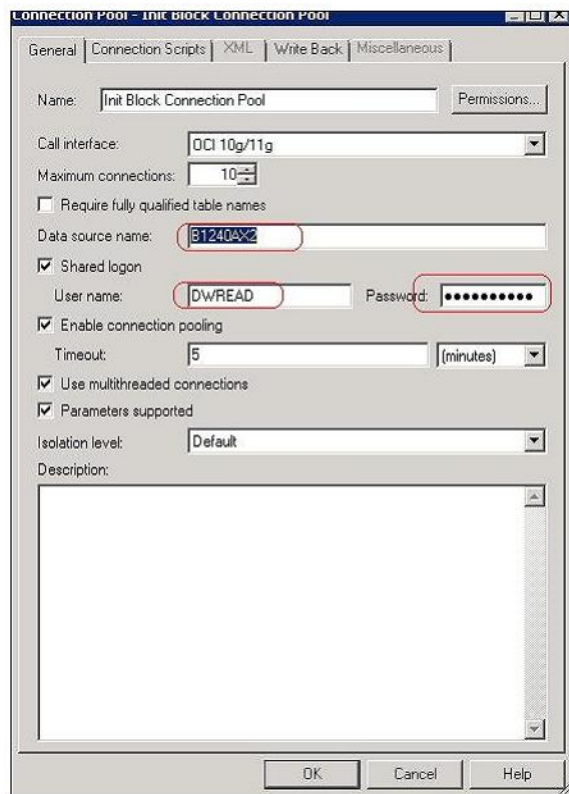 Connection Pool - Init Block Connection Pool
General Connection Scripts XML Write Back Miscellaneous
Name: Init Block Connection Pool Permissions...
Call interface: OCI 10g/11g
Maximum connections: 10
Require fully qualified table names
Data source name: B1240AX2
Shared logon
User name: DWREAD Password: ●●●●●●●●●●
Enable connection pooling
Timeout: 5 (minutes)
Use multithreaded connections
Parameters supported
Isolation level: Default
Description:
OK Cancel Help